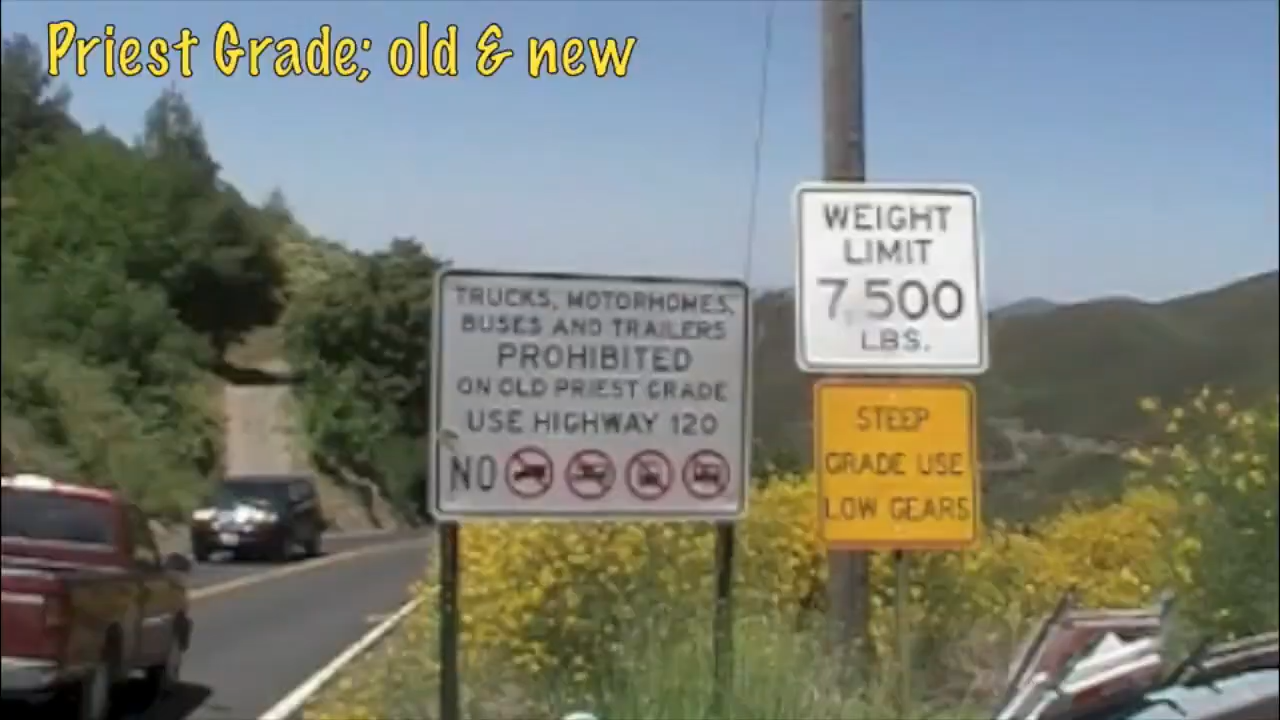 Priest Grade; old & new
TRUCKS, MOTORHOMES,
BUSES AND TRAILERS
PROHIBITED
ON OLD PRIEST GRADE
USE HIGHWAY 120
NO
WEIGHT
LIMIT
7,500
LBS.
STEEP
GRADE USE
LOW GEARS